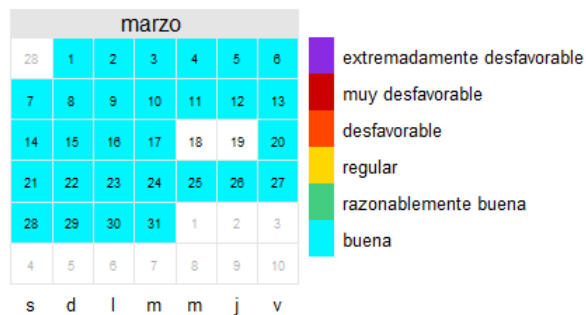 marzo
28 1 2 3 4 5 6
7 8 9 10 11 12 13
14 15 16 17 18 19 20
21 22 23 24 25 26 27
28 29 30 31 1 2 3
4 5 6 7 8 9 10
s d l m m j v
extremadamente desfavorable
muy desfavorable
desfavorable
regular
razonablemente buena
buena